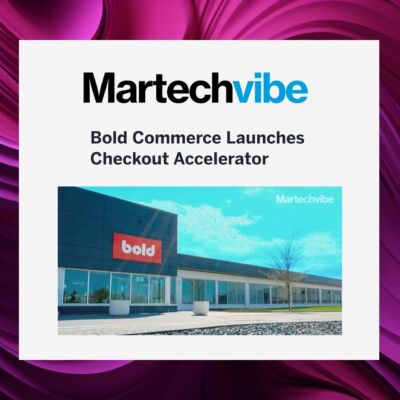 Martechvibe
Bold Commerce Launches
Checkout Accelerator
Martechvibe
bold